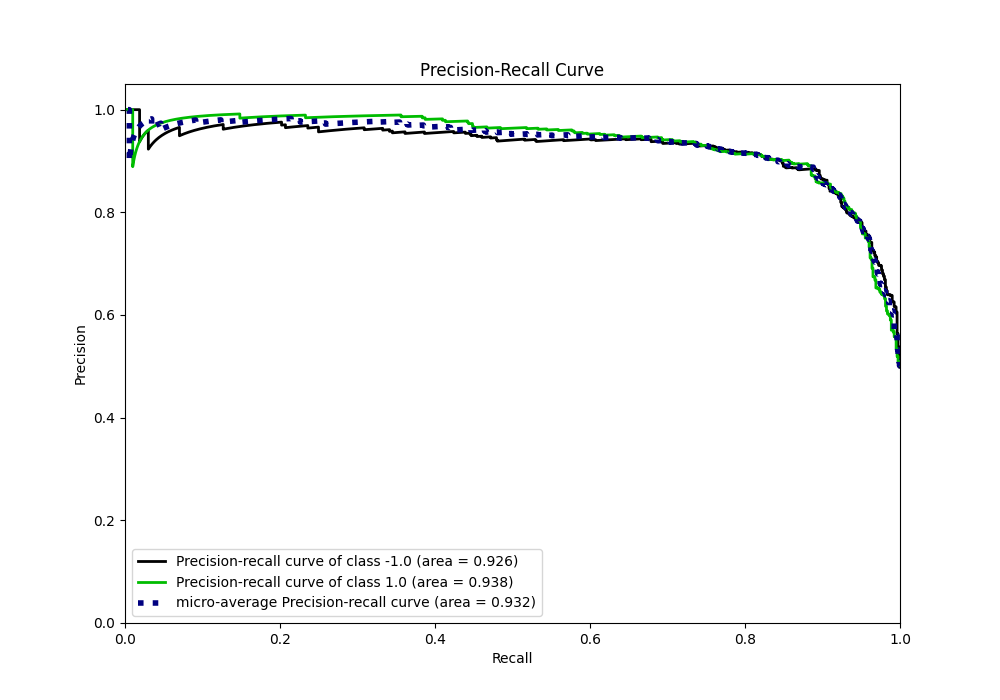 Precision-Recall Curve
1.0
0.8
0.6
0.4
0.2
0.0
Precision
Precision-recall curve of class -1.0 (area = 0.926)
Precision-recall curve of class 1.0 (area = 0.938)
micro-average Precision-recall curve (area = 0.932)
0.0 0.2 0.4 0.6 0.8 1.0
Recall